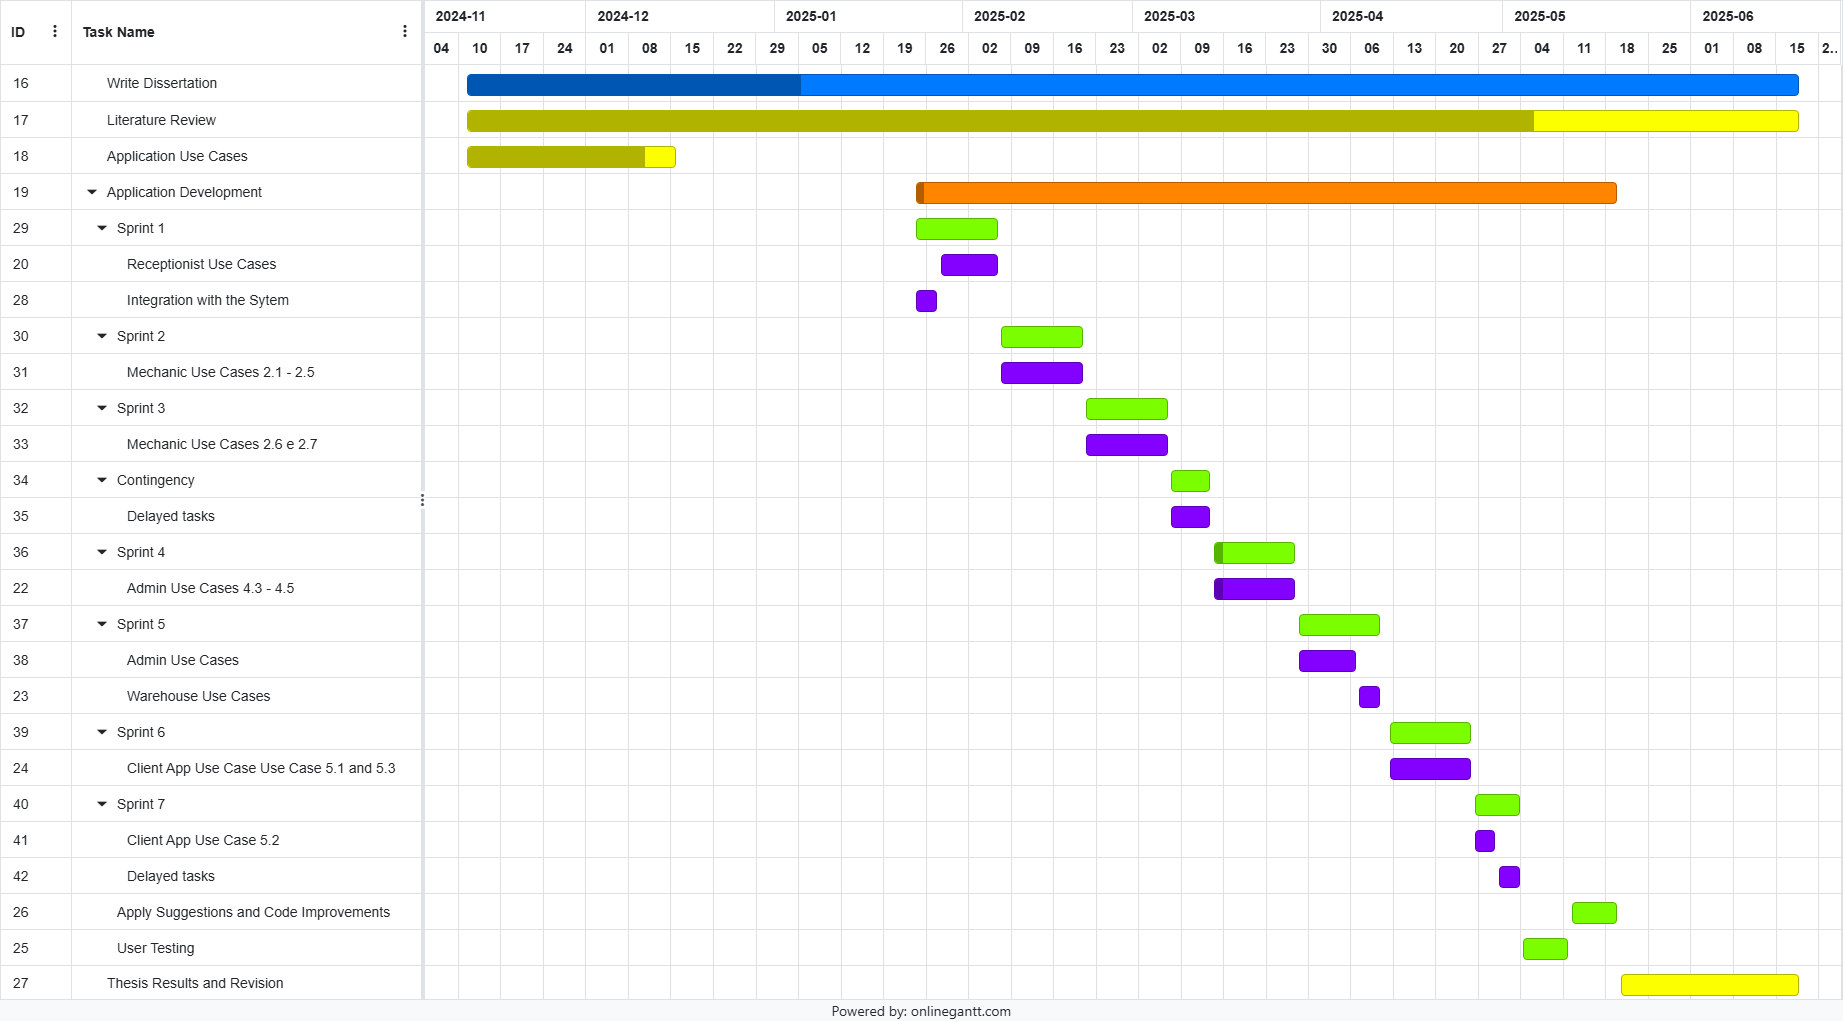 ID Task Name 2024-11 2024-12 2025-01 2025-02 2025-03 2025-04 2025-05 2025-06
04 10 17 24 01 08 15 22 29 05 12 19 26 02 09 16 23 02 09 16 23 30 06 13 20 27 04 11 18 25 01 08 15 2..
16 Write Dissertation
17 Literature Review
18 Application Use Cases
19 Application Development
29 Sprint 1
20 Receptionist Use Cases
28 Integration with the Sytem
30 Sprint 2
31 Mechanic Use Cases 2.1 - 2.5
32 Sprint 3
33 Mechanic Use Cases 2.6 e 2.7
34 Contingency
35 Delayed tasks
36 Sprint 4
22 Admin Use Cases 4.3 - 4.5
37 Sprint 5
38 Admin Use Cases
23 Warehouse Use Cases
39 Sprint 6
24 Client App Use Case Use Case 5.1 and 5.3
40 Sprint 7
41 Client App Use Case 5.2
42 Delayed tasks
26 Apply Suggestions and Code Improvements
25 User Testing
27 Thesis Results and Revision
Powered by: onlinegantt.com